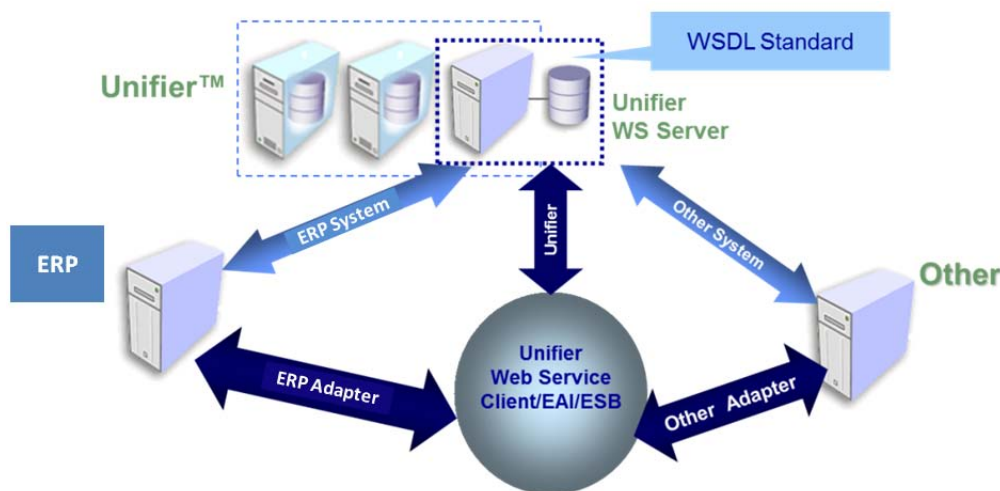 WSDL Standard
Unifier™
Unifier
WS Server
ERP System
Unifier
Other System
ERP
Other
Unifier
Web Service
Client/EAI/ESB
ERP Adapter
Other Adapter